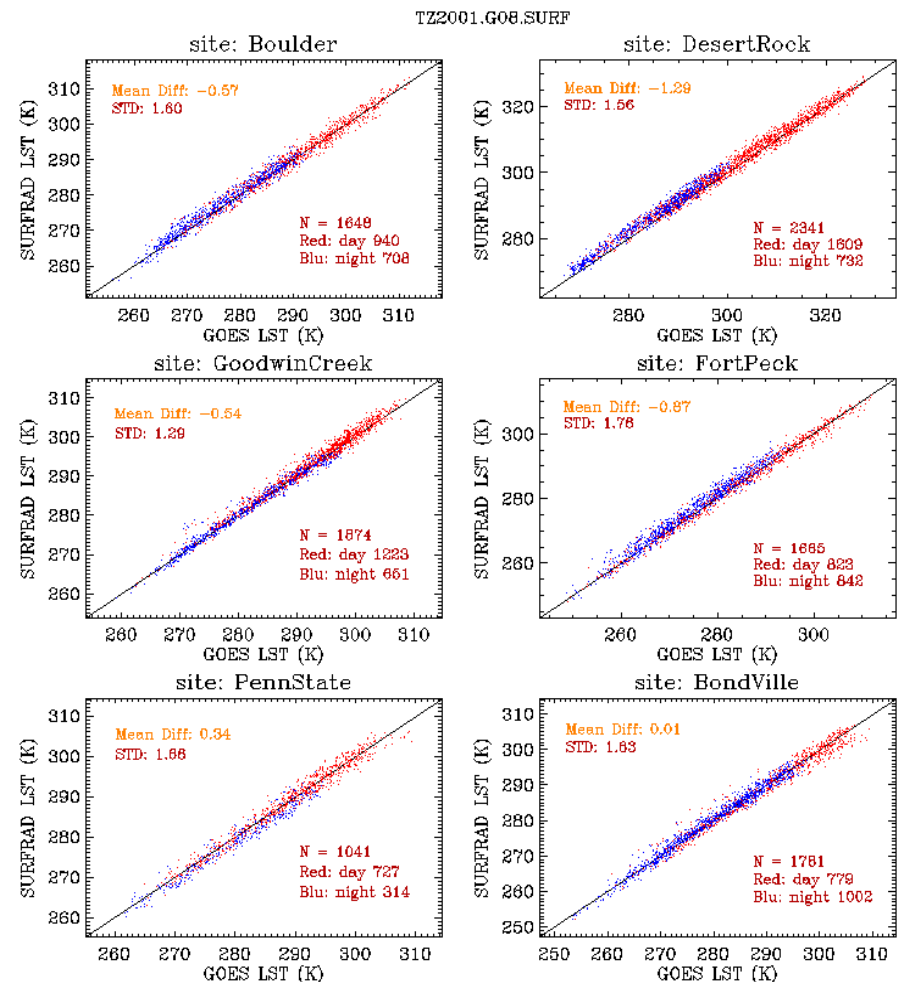 TZ2001.G08.SURF
site: Boulder
310
300
290
280
270
260
SURFRAD LST (K)
Mean Diff: -0.57
STD: 1.60
N = 1648
Red: day 940
Blu: night 708
260 270 280 290 300 310
GOES LST (K)
site: DesertRock
320
300
280
SURFRAD LST (K)
Mean Diff: -1.29
STD: 1.56
N = 2341
Red: day 1609
Blu: night 732
280 300 320
GOES LST (K)
site: GoodwinCreek
310
300
290
280
270
260
SURFRAD LST (K)
Mean Diff: -0.54
STD: 1.29
N = 1874
Red: day 1223
Blu: night 651
260 270 280 290 300 310
GOES LST (K)
site: FortPeck
300
280
260
SURFRAD LST (K)
Mean Diff: -0.87
STD: 1.76
N = 1665
Red: day 823
Blu: night 842
260 280 300
GOES LST (K)
site: PennState
310
300
290
280
270
260
SURFRAD LST (K)
Mean Diff: 0.34
STD: 1.86
N = 1041
Red: day 727
Blu: night 314
260 270 280 290 300 310
GOES LST (K)
site: BondVille
310
300
290
280
270
260
250
SURFRAD LST (K)
Mean Diff: 0.01
STD: 1.63
N = 1781
Red: day 779
Blu: night 1002
250 260 270 280 290 300 310
GOES LST (K)